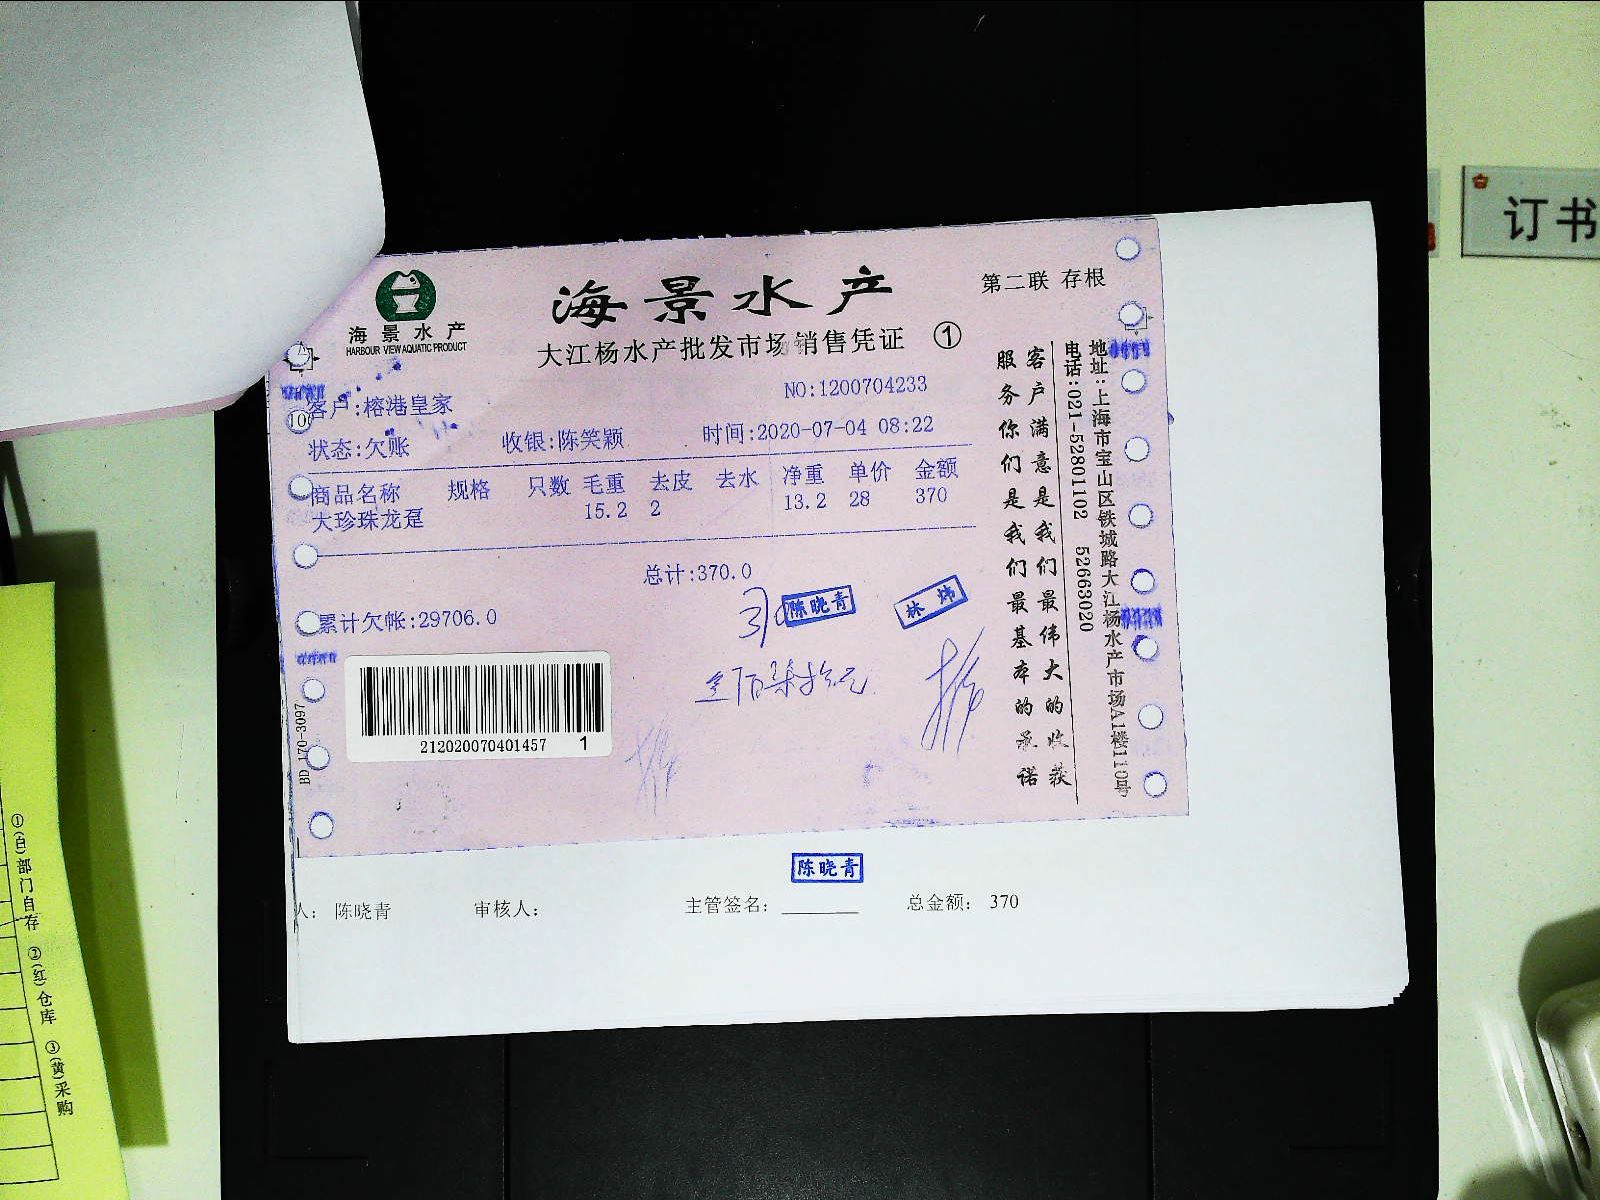 海景水产
HARBOUR VIEW AQUATIC PRODUCT
海景水产
第二联 存根
大江杨水产批发市场销售凭证 ①
NO:1200704233
客户:榕港皇家
状态:欠账 收银:陈笑颖 时间:2020-07-04 08:22
商品名称 规格 只数 毛重 去皮 去水 净重 单价 金额
大珍珠龙趸 15.2 2 13.2 28 370
总计:370.0
陈晓青 林炜
累计欠帐:29706.0
叁佰柒拾元
212020070401457 1
BD 170-3097
客户满意是我们最伟大的收获
服务你们是我们最基本的承诺
地址:上海市宝山区铁城路大江杨水产市场A1楼110号
电话:021-52801102 52663020
陈晓青
人: 陈晓青 审核人: 主管签名: 总金额: 370
订书
①(白)部门自存 ②(红)仓库 ③(黄)采购